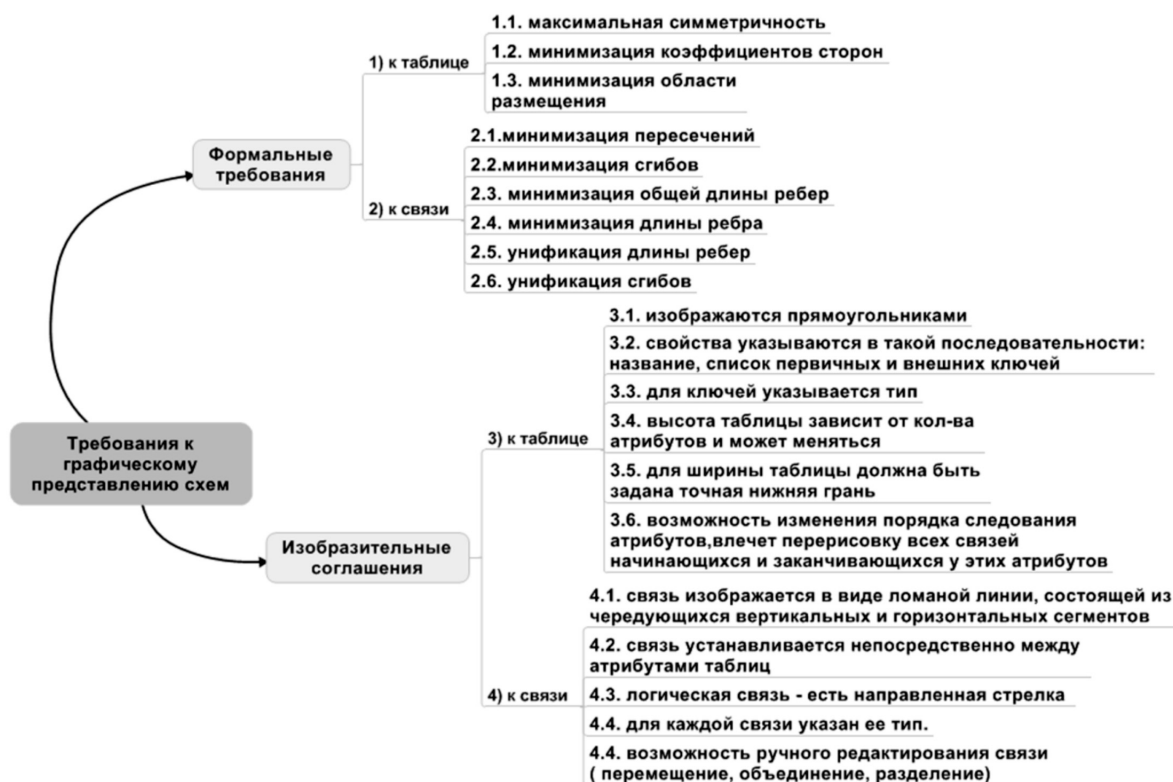 1.1. максимальная симметричность
1.2. минимизация коэффициентов сторон
1) к таблице
1.3. минимизация области
размещения
Формальные
требования
2.1.минимизация пересечений
2.2.минимизация сгибов
2.3. минимизация общей длины ребер
2) к связи
2.4. минимизация длины ребра
2.5. унификация длины ребер
2.6. унификация сгибов
Требования к
графическому
представлению схем
3.1. изображаются прямоугольниками
3.2. свойства указываются в такой последовательности:
название, список первичных и внешних ключей
3.3. для ключей указывается тип
3) к таблице
3.4. высота таблицы зависит от кол-ва
атрибутов и может меняться
3.5. для ширины таблицы должна быть
задана точная нижняя грань
3.6. возможность изменения порядка следования
атрибутов,влечет перерисовку всех связей
начинающихся и заканчивающихся у этих атрибутов
Изобразительные
соглашения
4.1. связь изображается в виде ломаной линии, состоящей из
чередующихся вертикальных и горизонтальных сегментов
4.2. связь устанавливается непосредственно между
атрибутами таблиц
4) к связи
4.3. логическая связь - есть направленная стрелка
4.4. для каждой связи указан ее тип.
4.4. возможность ручного редактирования связи
( перемещение, объединение, разделение)